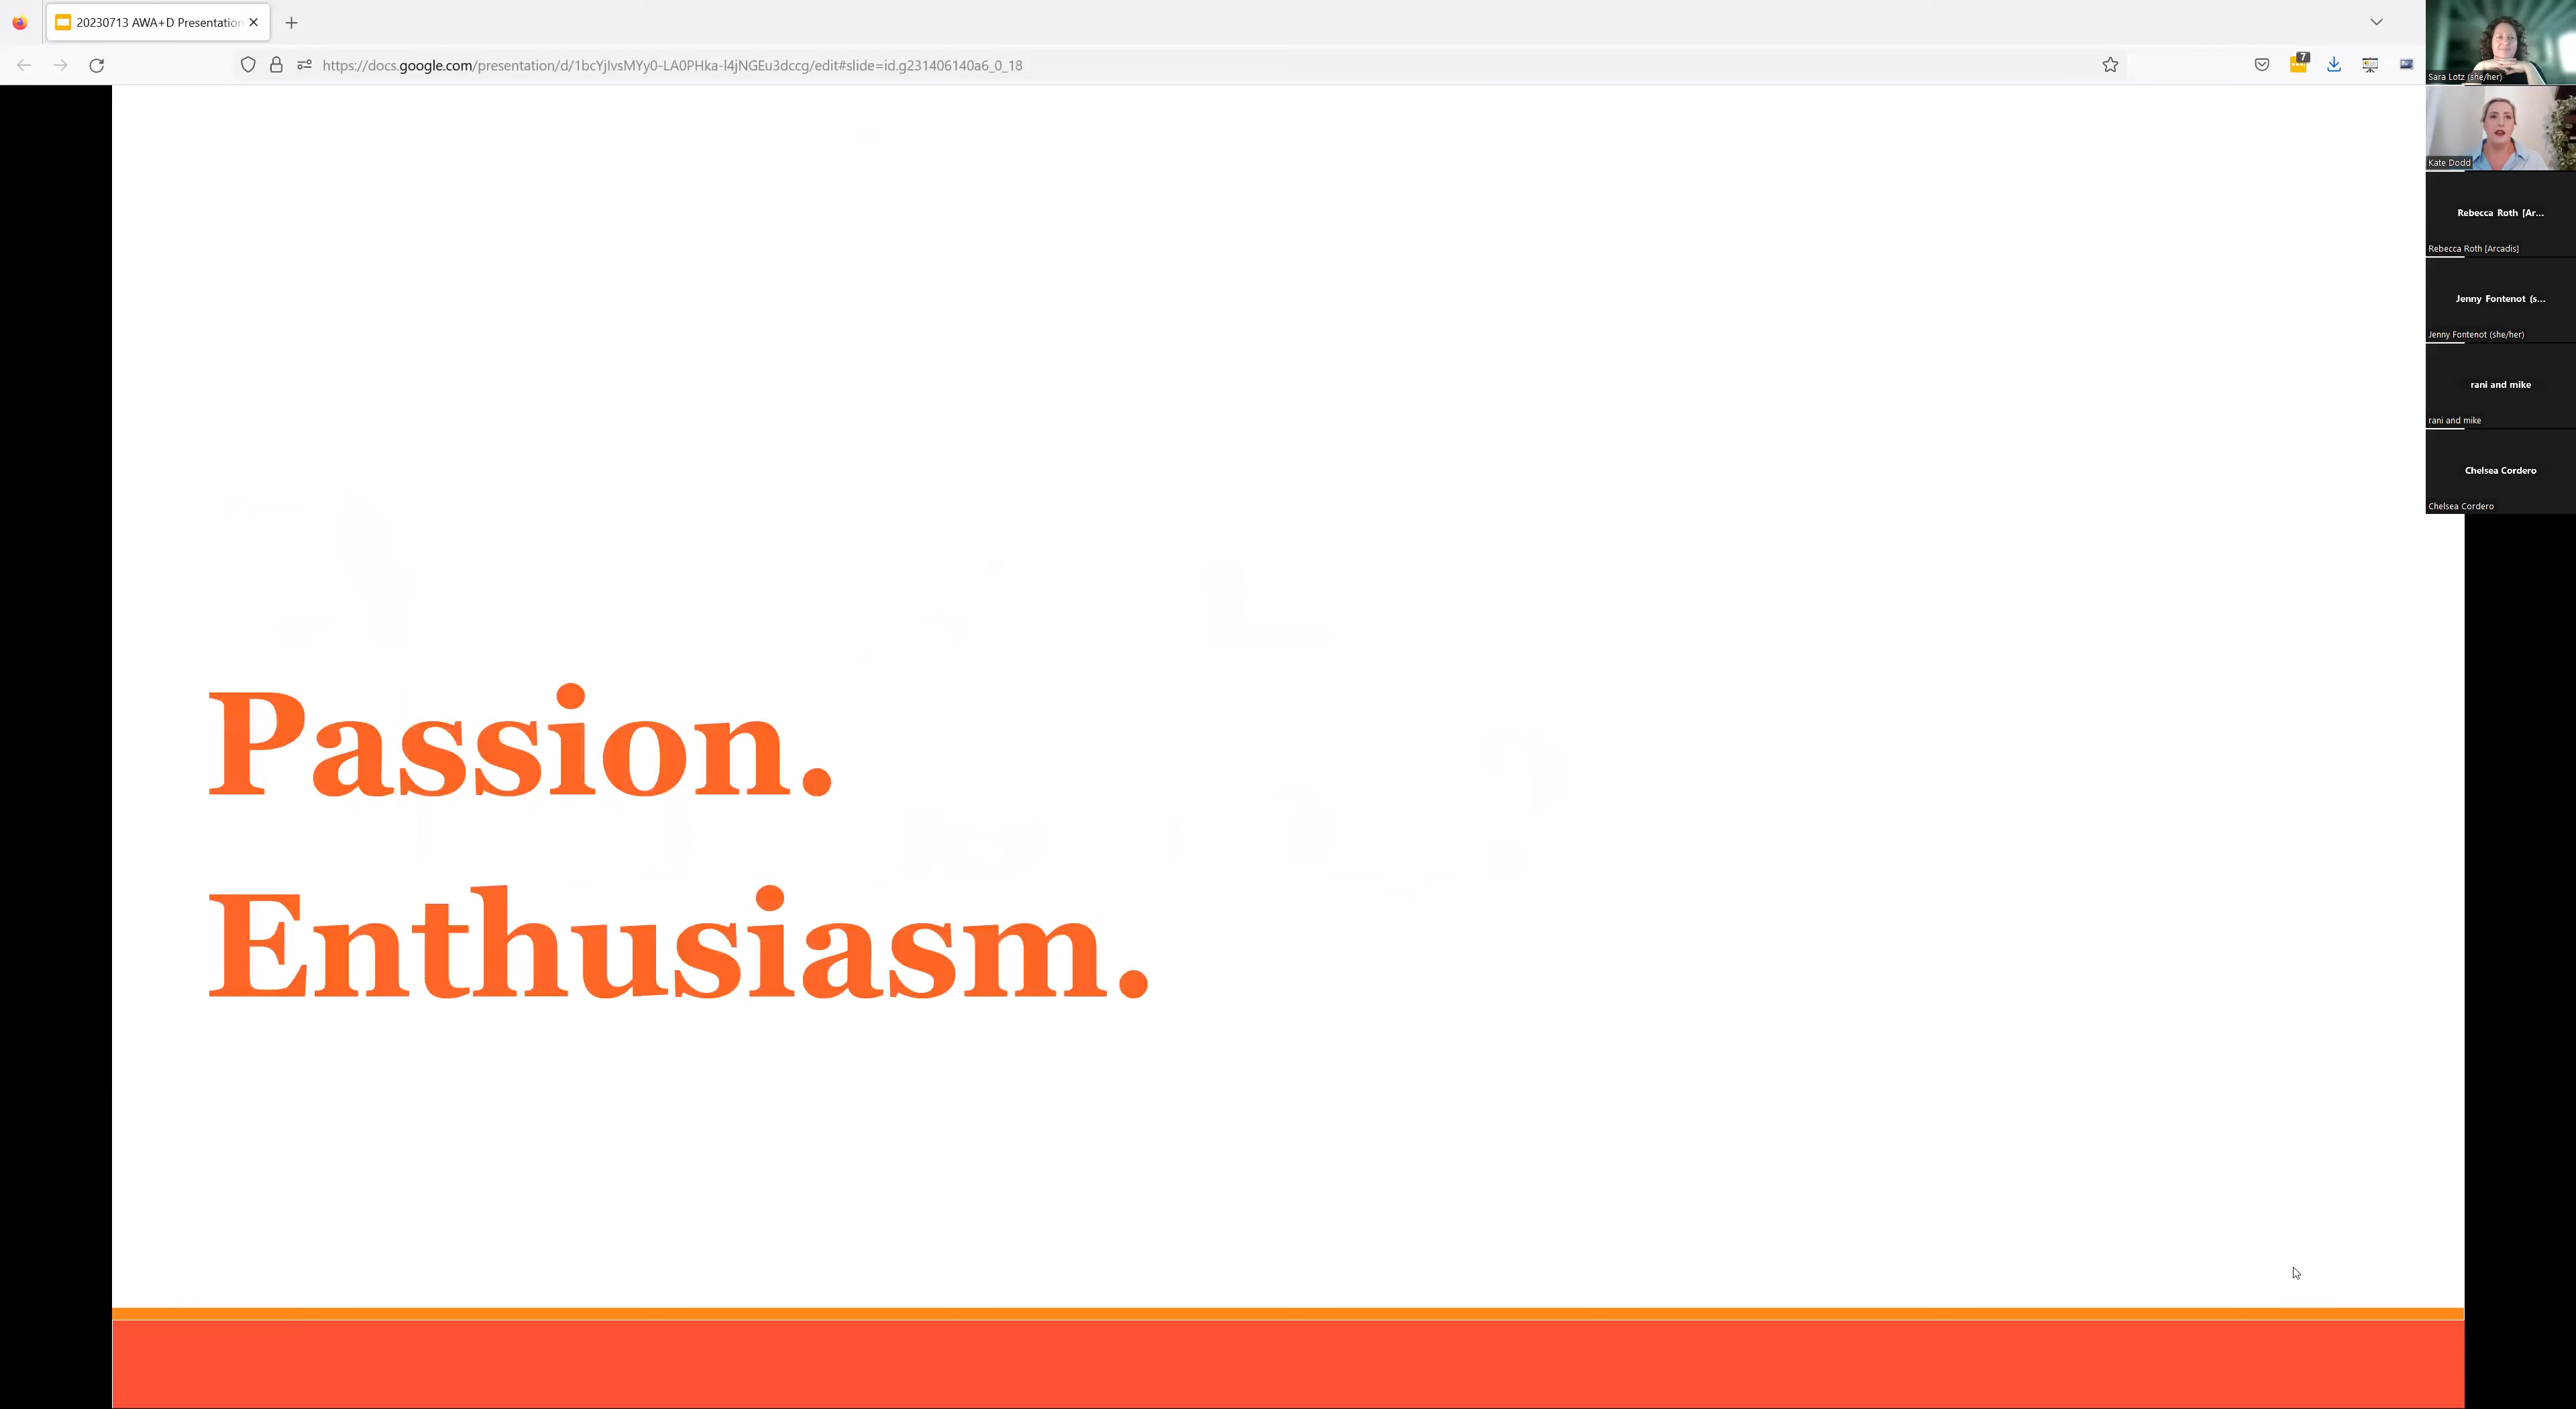 20230713 AWA+D Presentation
https://docs.google.com/presentation/d/1bcYjlvsMYy0-LA0PHka-l4jNGEu3dccg/edit#slide=id.g231406140a6_0_18
7
Sara Lotz (she/her)
Kate Dodd
Rebecca Roth [Ar...
Rebecca Roth [Arcadis]
Jenny Fontenot (s...
Jenny Fontenot (she/her)
rani and mike
rani and mike
Chelsea Cordero
Chelsea Cordero
Passion.
Enthusiasm.